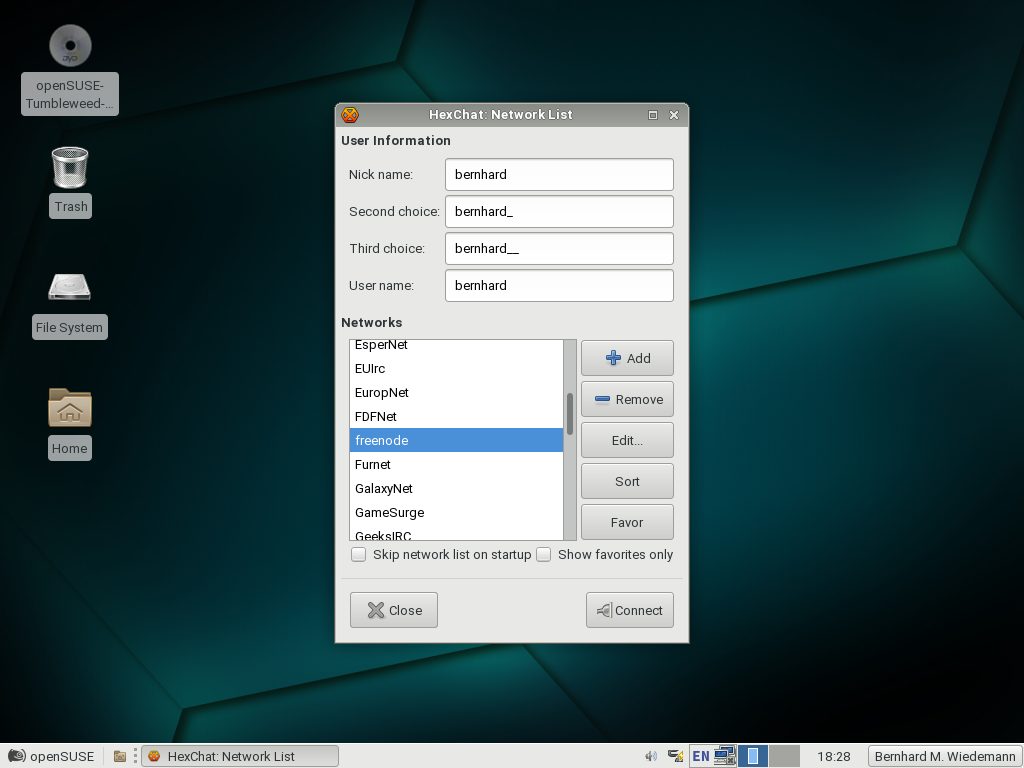 openSUSE-
Tumbleweed-...
Trash
File System
Home
HexChat: Network List
User Information
Nick name:
bernhard
Second choice:
bernhard_
Third choice:
bernhard__
User name:
bernhard
Networks
EsperNet
EUIrc
EuropNet
FDFNet
freenode
Furnet
GalaxyNet
GameSurge
GeeksIRC
Add
Remove
Edit...
Sort
Favor
Skip network list on startup
Show favorites only
Close
Connect
openSUSE
HexChat: Network List
EN
18:28
Bernhard M. Wiedemann